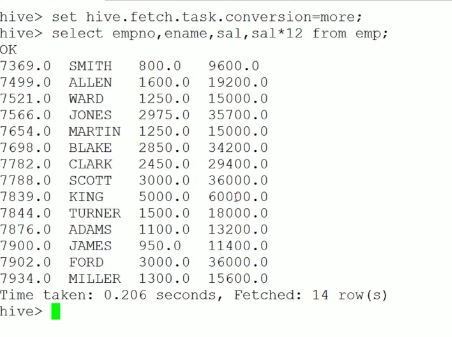 hive> set hive.fetch.task.conversion=more;
hive> select empno,ename,sal,sal*12 from emp;
OK
7369.0  SMITH   800.0   9600.0
7499.0  ALLEN   1600.0  19200.0
7521.0  WARD    1250.0  15000.0
7566.0  JONES   2975.0  35700.0
7654.0  MARTIN  1250.0  15000.0
7698.0  BLAKE   2850.0  34200.0
7782.0  CLARK   2450.0  29400.0
7788.0  SCOTT   3000.0  36000.0
7839.0  KING    5000.0  60000.0
7844.0  TURNER  1500.0  18000.0
7876.0  ADAMS   1100.0  13200.0
7900.0  JAMES   950.0   11400.0
7902.0  FORD    3000.0  36000.0
7934.0  MILLER  1300.0  15600.0
Time taken: 0.206 seconds, Fetched: 14 row(s)
hive>